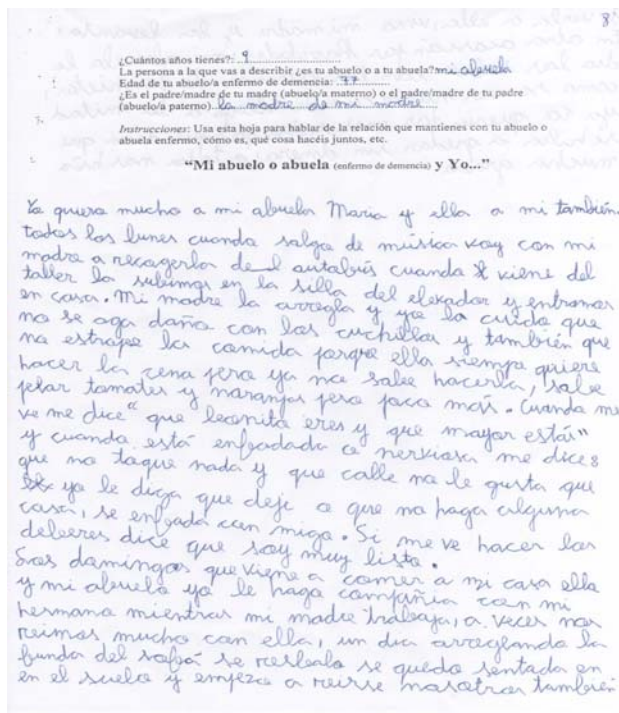 8
¿Cuántos años tienes?: 9
La persona a la que vas a describir ¿es tu abuelo o a tu abuela? mi abuela
Edad de tu abuelo/a enfermo de demencia: 77
¿Es el padre/madre de tu madre (abuelo/a materno) o el padre/madre de tu padre
(abuelo/a paterno). la madre de mi madre
Instrucciones: Usa esta hoja para hablar de la relación que mantienes con tu abuelo o
abuela enfermo, cómo es, qué cosa hacéis juntos, etc.
“Mi abuelo o abuela (enfermo de demencia) y Yo...”
Yo quiero mucho a mi abuela Maria y ella a mi también
todos los lunes cuando salgo de música voy con mi
madre a recogerla del autobús cuando viene del
taller la subimos en la silla del elevador y entramos
en casa. Mi madre la arregla y yo la cuido que
no se aga daño con los cuchillos y también que
no estrope la comida porque ella siempre quiere
hacer la cena pero ya no sabe hacerla, sabe
pelar tomates y naranjas pero poco más. Cuando me
ve me dice “que bonita eres y que mayor estás”
y cuando está enfadada o nerviosa me dice
que no toque nada y que calle no le gusta que
yo le diga que deje o que no haga alguna
cosa, se enfada con migo. Si me ve hacer los
deberes dice que soy muy lista.
Los domingos que viene a comer a mi casa ella
y mi abuelo yo le hago compañia con mi
hermana mientras mi madre trabaja, a veces nos
reimos mucho con ella, un dia arreglando la
funda del sofá se resbalo se quedo sentada en
en el suelo y empezo a reirse nosotros también